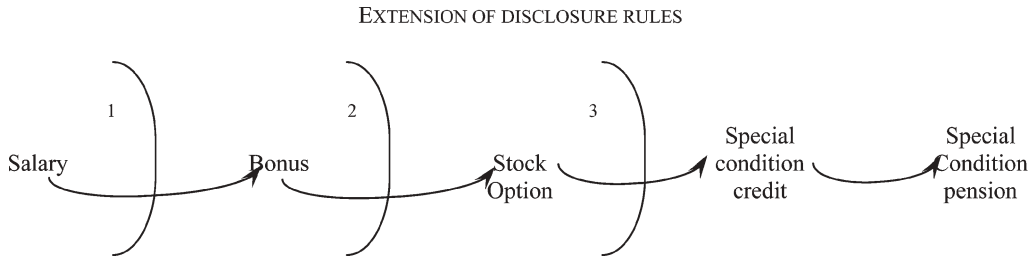 EXTENSION OF DISCLOSURE RULES
1
2
3
Salary
Bonus
Stock
Option
Special
condition
credit
Special
Condition
pension